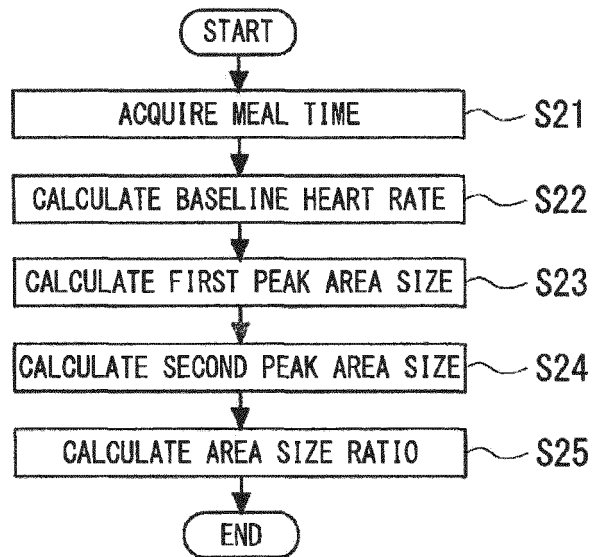 START
ACQUIRE MEAL TIME S21
CALCULATE BASELINE HEART RATE S22
CALCULATE FIRST PEAK AREA SIZE S23
CALCULATE SECOND PEAK AREA SIZE S24
CALCULATE AREA SIZE RATIO S25
END